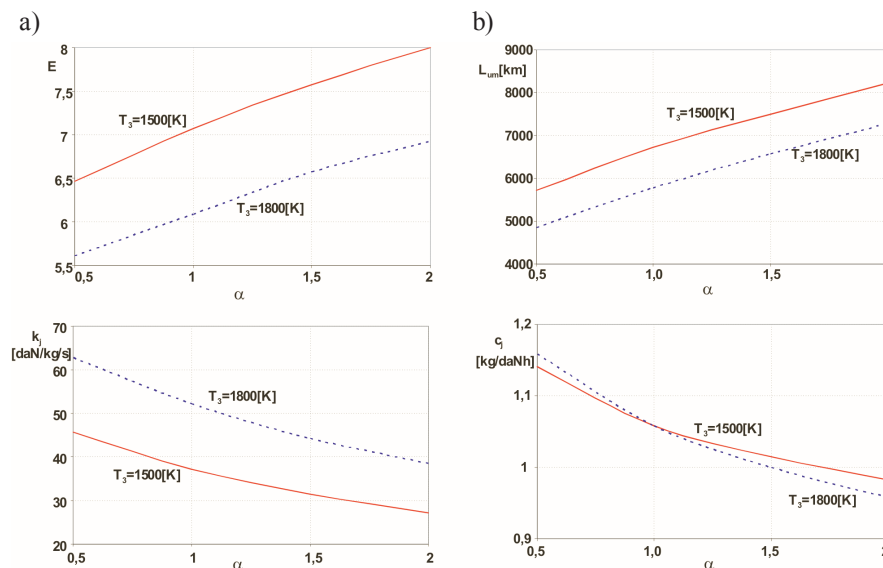 a)
8
E
7,5
T3=1500[K]
7
6,5
T3=1800[K]
6
5,5
0,5
1
1,5
2
α
b)
9000
Lum[km]
8000
T3=1500[K]
7000
T3=1800[K]
6000
5000
4000
0,5
1,0
1,5
α
70
kj
[daN/kg/s]
60
T3=1800[K]
50
40
T3=1500[K]
30
20
0,5
1
1,5
2
α
1,2
cj
[kg/daNh]
1,1
T3=1500[K]
1
T3=1800[K]
0,9
0,5
1,0
1,5
2
α